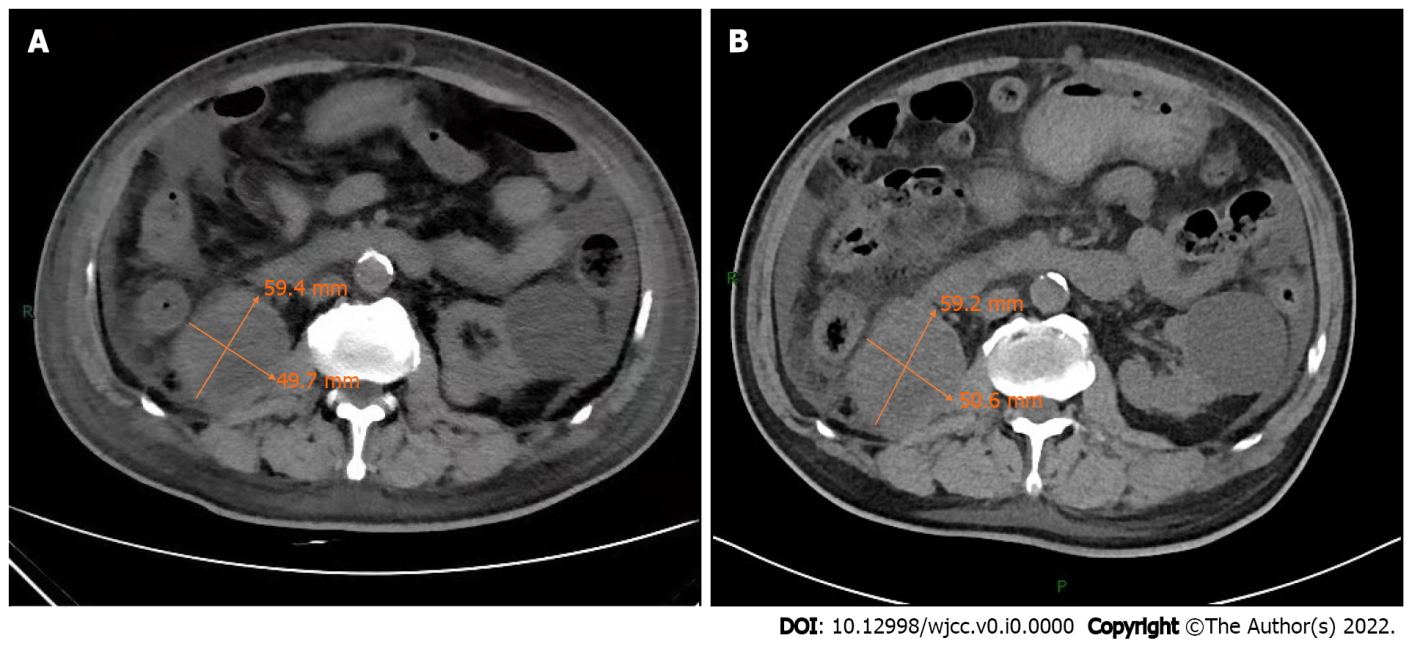 A
B
R
R
59.4 mm
49.7 mm
59.2 mm
50.6 mm
P
DOI: 10.12998/wjcc.v0.i0.0000 Copyright ©The Author(s) 2022.